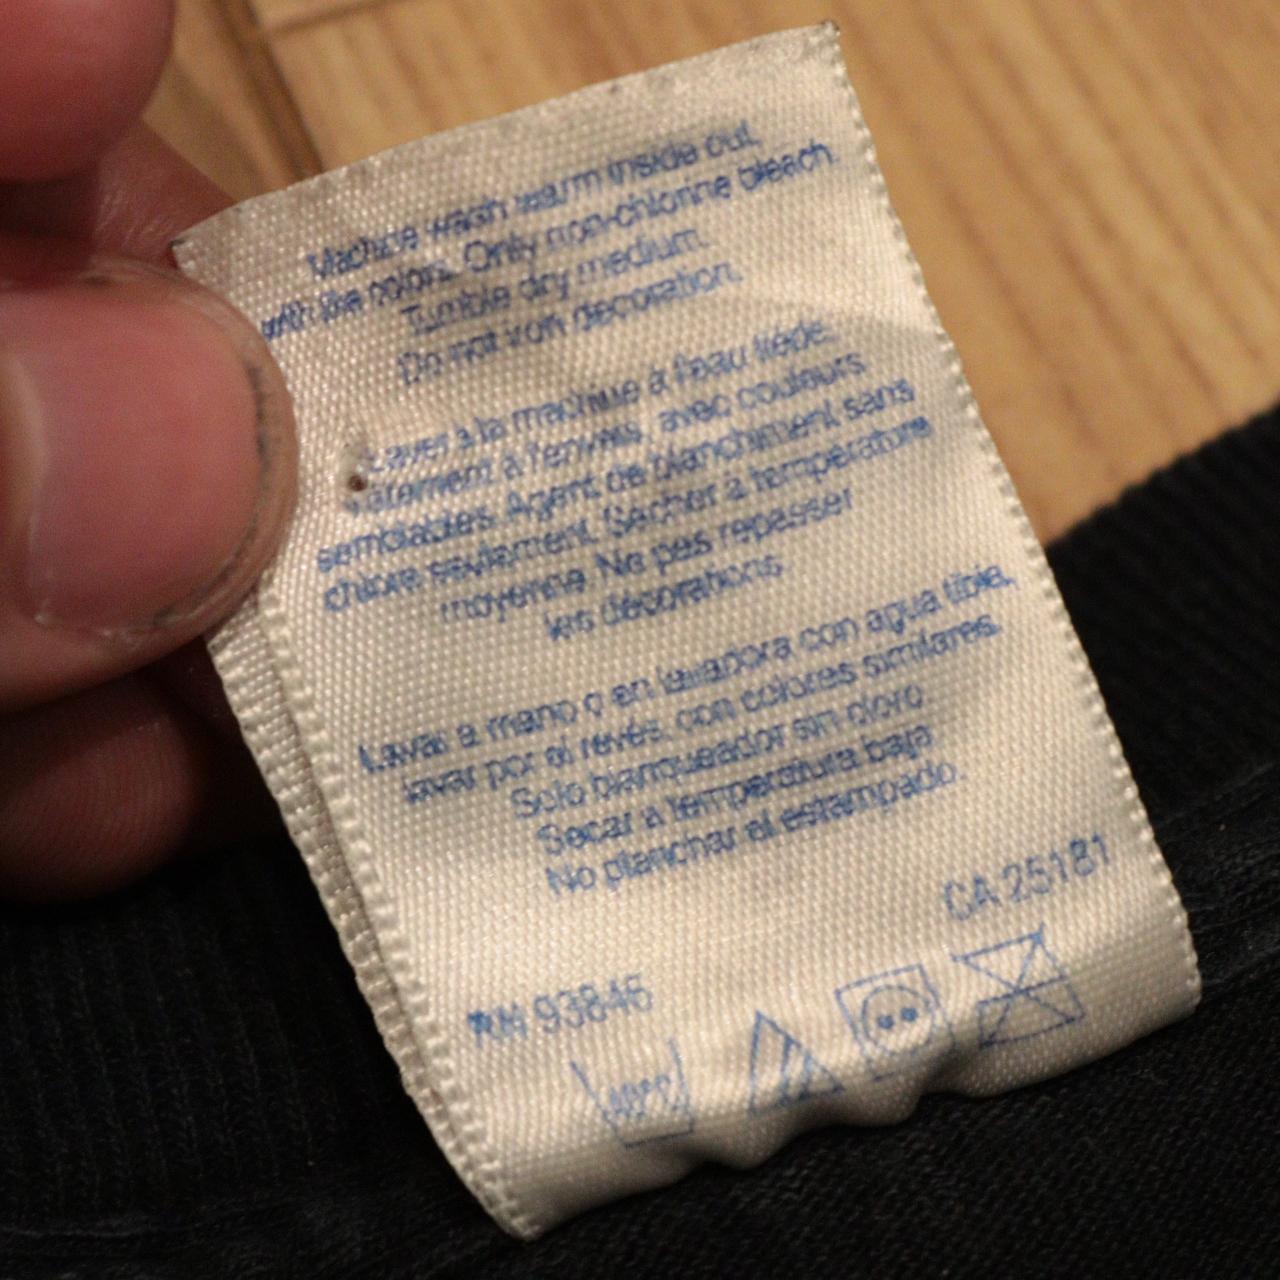 Machine wash warm inside out,
with like colors. Only non-chlorine bleach.
Tumble dry medium.
Do not iron decoration.
Laver à la machine à l'eau tiède,
à l'envers, avec couleurs
semblables. Agent de blanchiment sans
chlore seulement. Sécher à température
moyenne. Ne pas repasser
les décorations.
Lavar a mano o en lavadora con agua tibia,
lavar por el revés, con colores similares.
Solo blanqueador sin cloro
Secar a temperatura baja
No planchar el estampado.
CA 25181
RN 93846
40°C